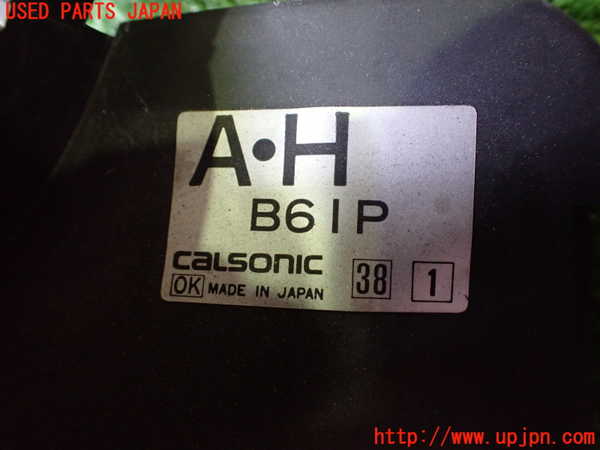 USED PARTS JAPAN
A•H
B61P
CALSONIC
OK MADE IN JAPAN 38 1
http://www.upjpn.com